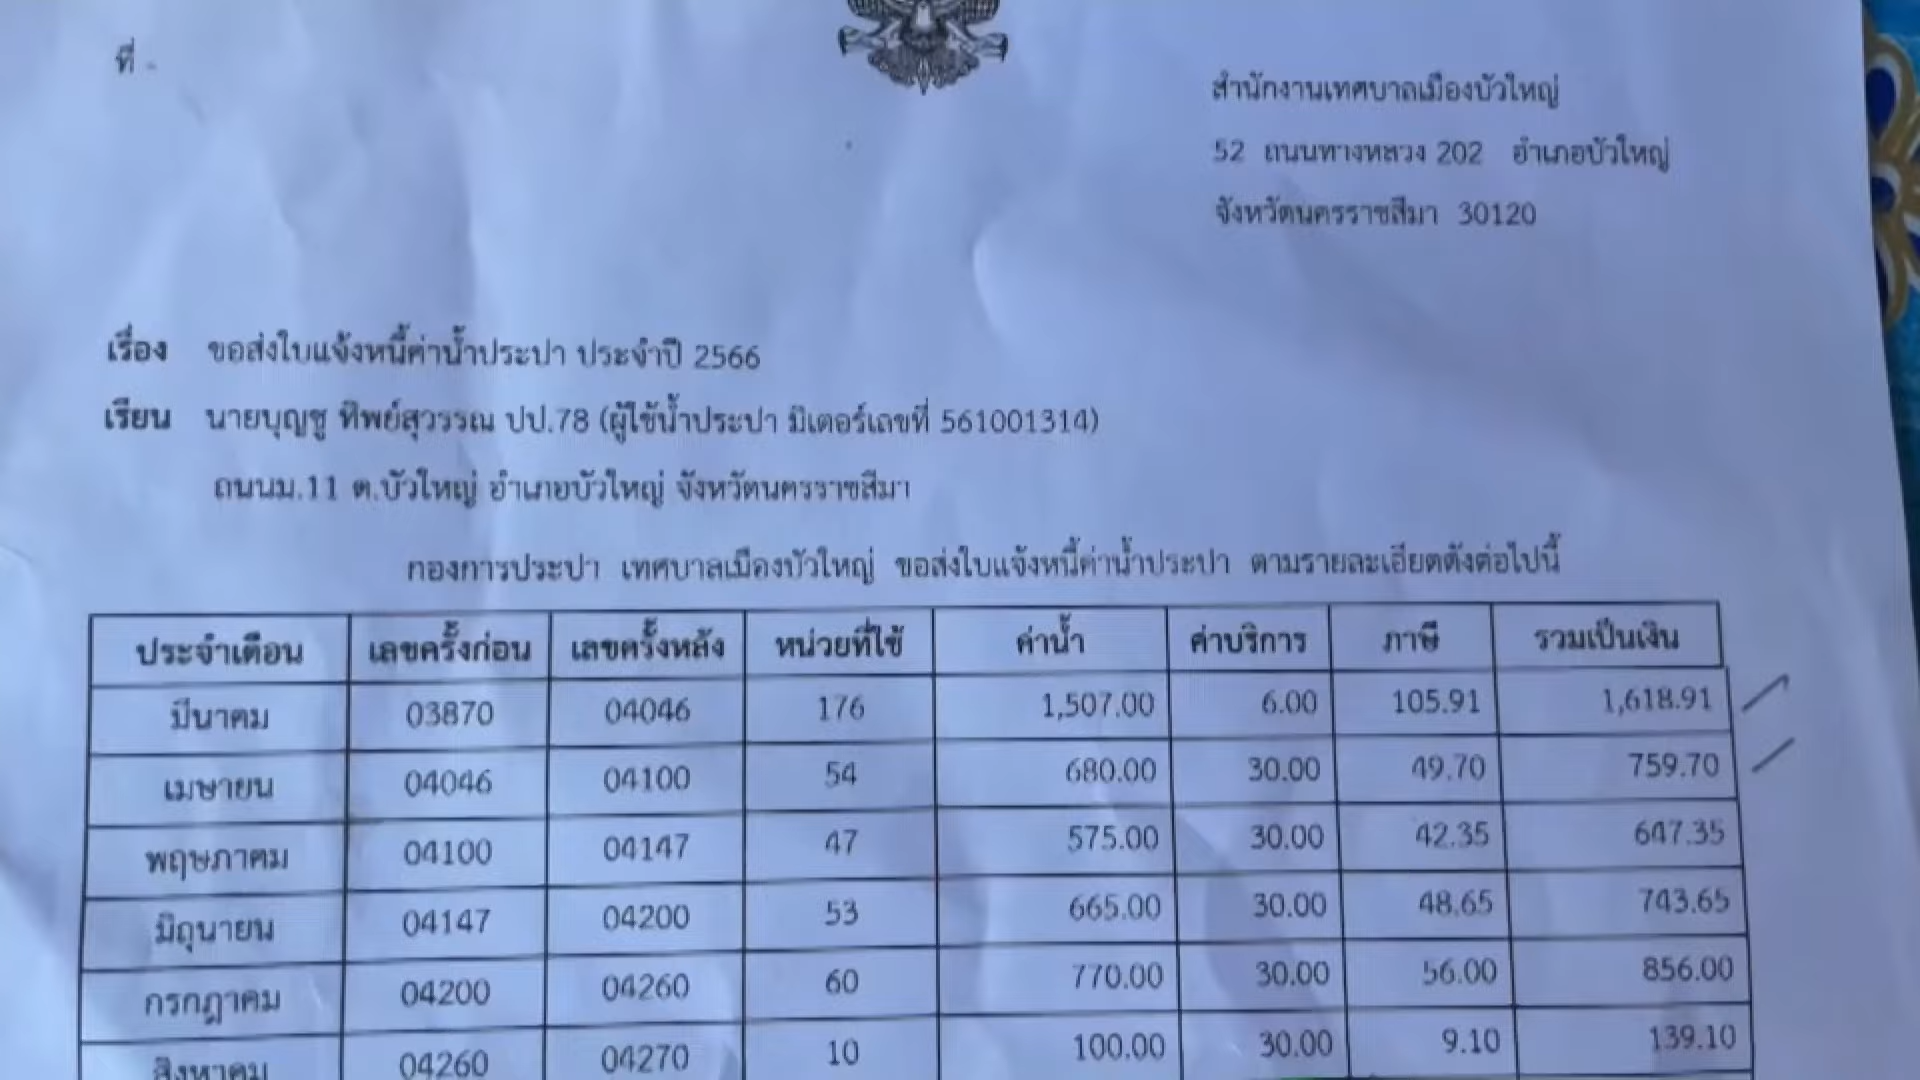 ที่
สำนักงานเทศบาลเมืองบัวใหญ่
52 ถนนทางหลวง 202 อำเภอบัวใหญ่
จังหวัดนครราชสีมา 30120
เรื่อง ขอส่งใบแจ้งหนี้ค่าน้ำประปา ประจำปี 2566
เรียน นายบุญชู ทิพย์สุวรรณ ปป.78 (ผู้ใช้น้ำประปา มิเตอร์เลขที่ 561001314)
ถนนม.11 ต.บัวใหญ่ อำเภอบัวใหญ่ จังหวัดนครราชสีมา
กองการประปา เทศบาลเมืองบัวใหญ่ ขอส่งใบแจ้งหนี้ค่าน้ำประปา ตามรายละเอียดดังต่อไปนี้
ประจำเดือน เลขครั้งก่อน เลขครั้งหลัง หน่วยที่ใช้ ค่าน้ำ ค่าบริการ ภาษี รวมเป็นเงิน
มีนาคม 03870 04046 176 1,507.00 6.00 105.91 1,618.91
เมษายน 04046 04100 54 680.00 30.00 49.70 759.70
พฤษภาคม 04100 04147 47 575.00 30.00 42.35 647.35
มิถุนายน 04147 04200 53 665.00 30.00 48.65 743.65
กรกฎาคม 04200 04260 60 770.00 30.00 56.00 856.00
สิงหาคม 04260 04270 10 100.00 30.00 9.10 139.10